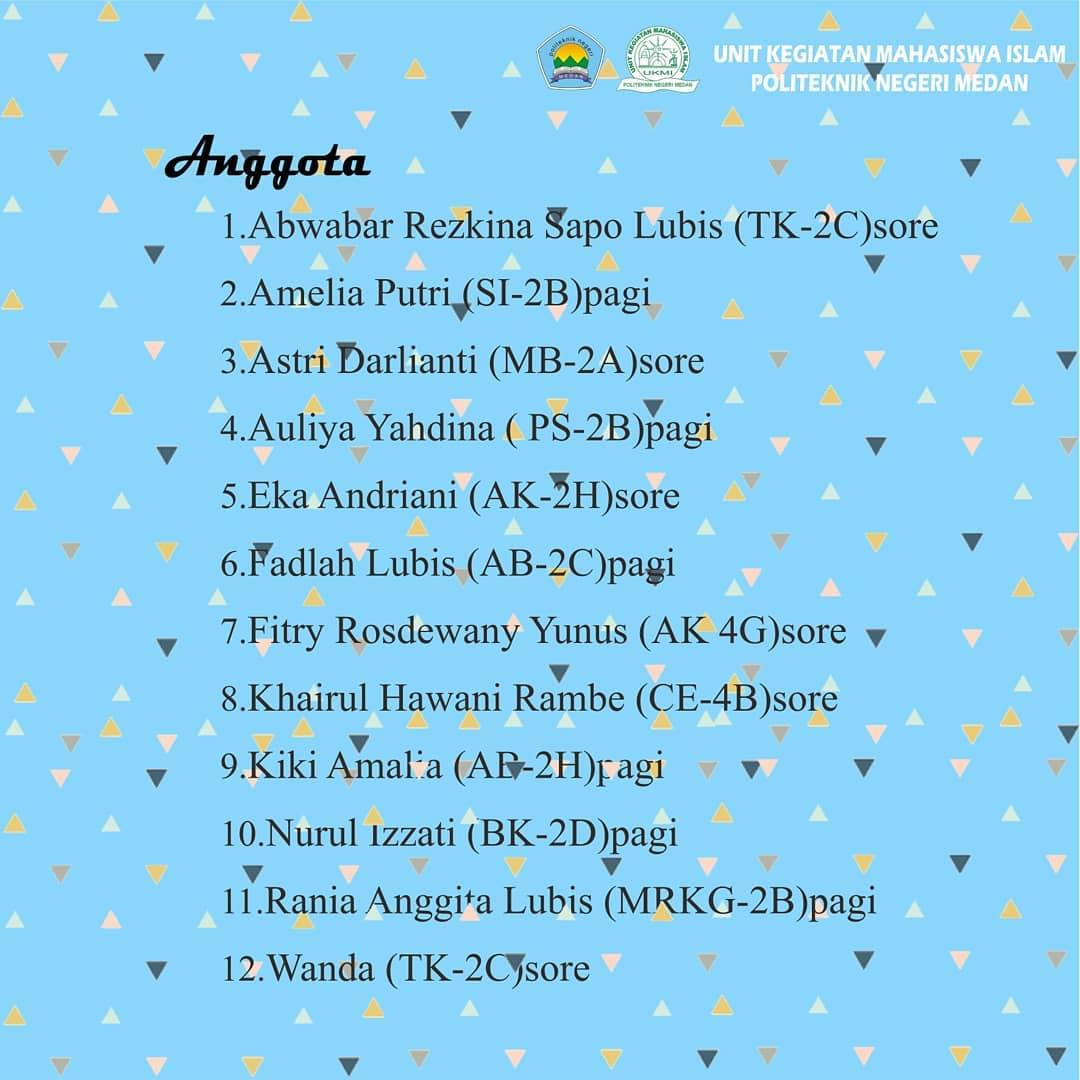 politeknik negeri
MEDAN
UNIT KEGIATAN MAHASISWA ISLAM
UKMI
POLITEKNIK NEGERI MEDAN
UNIT KEGIATAN MAHASISWA ISLAM
POLITEKNIK NEGERI MEDAN
Anggota
1.Abwabar Rezkina Sapo Lubis (TK-2C)sore
2.Amelia Putri (SI-2B)pagi
3.Astri Darlianti (MB-2A)sore
4.Auliya Yahdina ( PS-2B)pagi
5.Eka Andriani (AK-2H)sore
6.Fadlah Lubis (AB-2C)pagi
7.Fitry Rosdewany Yunus (AK 4G)sore
8.Khairul Hawani Rambe (CE-4B)sore
9.Kiki Amalia (AB-2H)pagi
10.Nurul Izzati (BK-2D)pagi
11.Rania Anggita Lubis (MRKG-2B)pagi
12.Wanda (TK-2C)sore